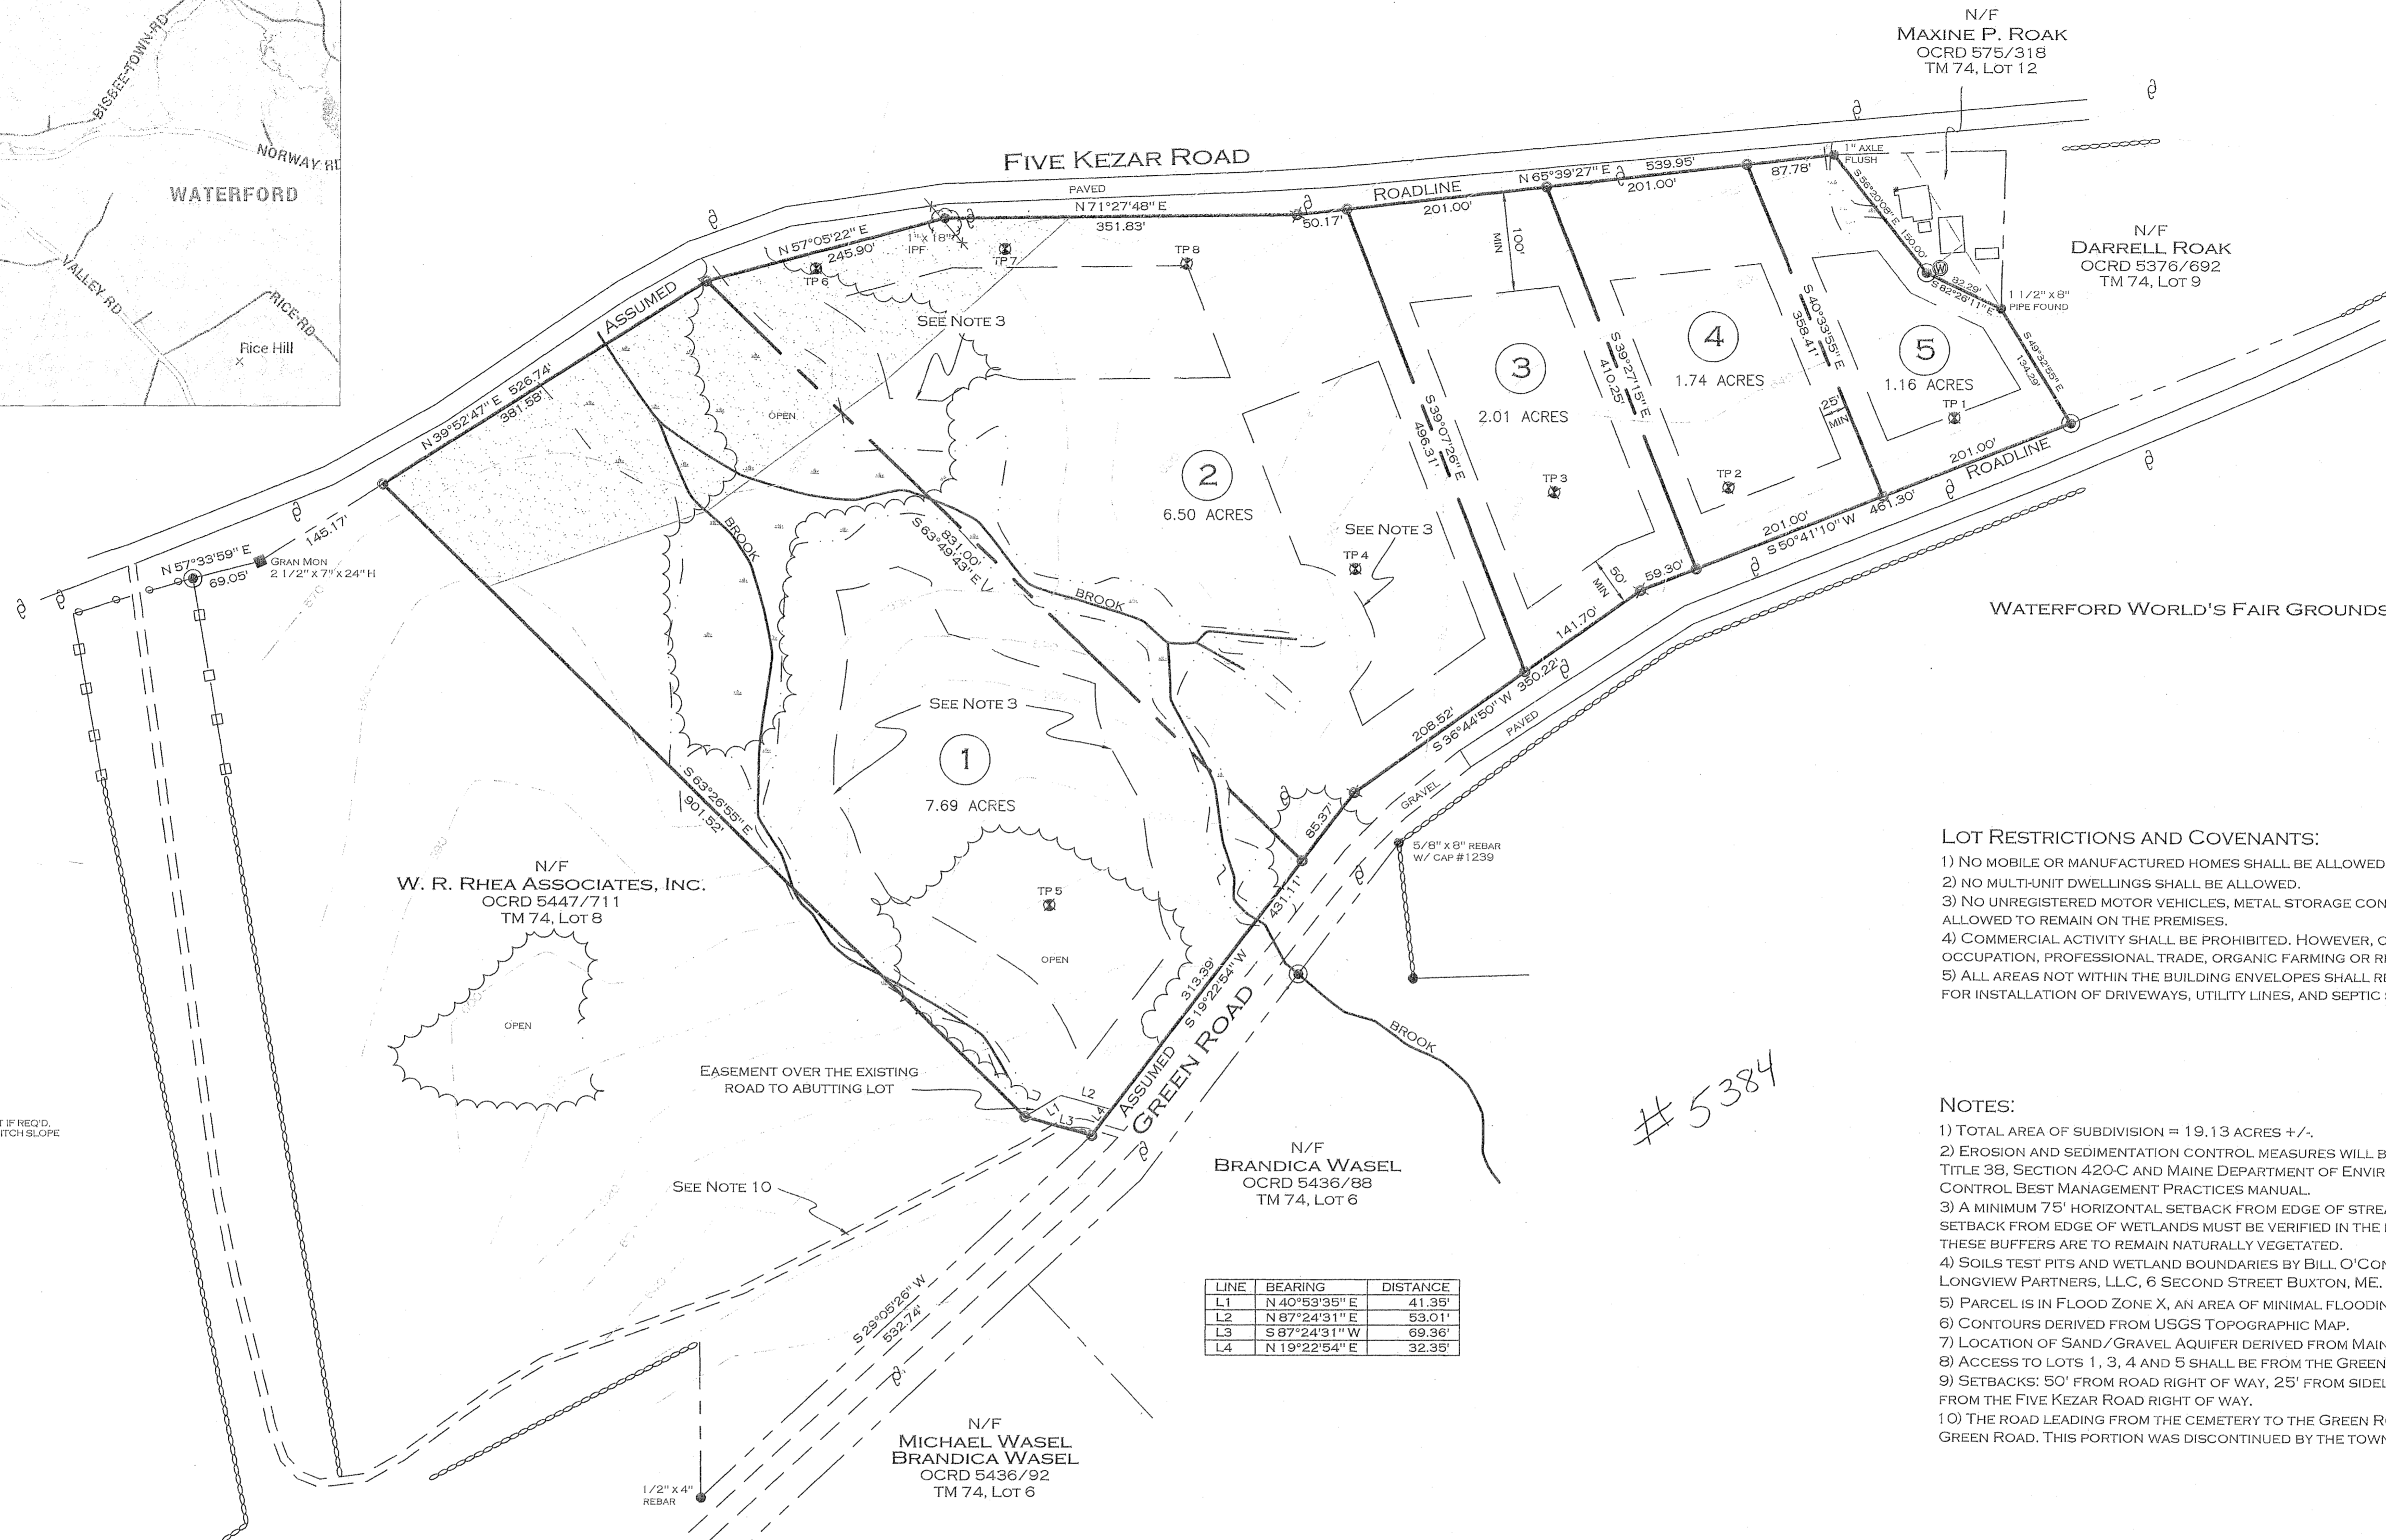 BISBEE-TOWN-RD
NORWAY RD
WATERFORD
VALLEY RD
RICE-RD
Rice Hill
N/F
MAXINE P. ROAK
OCRD 575/318
TM 74, LOT 12
FIVE KEZAR ROAD
PAVED
ROADLINE
N 71°27'48" E
351.83'
50.17'
201.00'
N 65°39'27" E
539.95'
201.00'
87.78'
1" AXLE
FLUSH
S 56°20'08" E
150.00'
W
82.29'
S 82°26'11" E
1 1/2" X 8"
PIPE FOUND
S 49°32'55" E
134.29'
N/F
DARRELL ROAK
OCRD 5376/692
TM 74, LOT 9
N 57°05'22" E
245.90'
1" X 18"
IPF
TP 6
TP 7
TP 8
ASSUMED
SEE NOTE 3
OPEN
N 39°52'47" E 526.74'
381.58'
145.17'
N 57°33'59" E
69.05'
GRAN MON
2 1/2" X 7" X 24" H
100'
MIN
3
2.01 ACRES
TP 3
4
1.74 ACRES
TP 2
5
1.16 ACRES
TP 1
25'
MIN
S 39°07'26" E
496.31'
S 39°27'15" E
410.25'
S 40°33'55" E
358.41'
2
6.50 ACRES
SEE NOTE 3
TP 4
201.00'
ROADLINE
461.30'
201.00'
S 50°41'10" W
59.30'
50'
MIN
141.70'
350.22'
208.52'
S 36°44'50" W
PAVED
GRAVEL
WATERFORD WORLD'S FAIR GROUNDS
BROOK
831.00'
S 63°49'43" E
BROOK
SEE NOTE 3
1
7.69 ACRES
TP 5
OPEN
S 63°26'55" E
901.52'
85.37'
431.11'
313.39'
S 19°22'54" W
ASSUMED
GREEN ROAD
5/8" X 8" REBAR
W/ CAP #1239
BROOK
N/F
W. R. RHEA ASSOCIATES, INC.
OCRD 5447/711
TM 74, LOT 8
OPEN
EASEMENT OVER THE EXISTING
ROAD TO ABUTTING LOT
L1
L2
L3
L4
SEE NOTE 10
N/F
BRANDICA WASEL
OCRD 5436/88
TM 74, LOT 6
# 5384
S 29°05'26" W
532.74'
LINE BEARING DISTANCE
L1 N 40°53'35" E 41.35'
L2 N 87°24'31" E 53.01'
L3 S 87°24'31" W 69.36'
L4 N 19°22'54" E 32.35'
N/F
MICHAEL WASEL
BRANDICA WASEL
OCRD 5436/92
TM 74, LOT 6
1/2" X 4"
REBAR
T IF REQ'D,
ITCH SLOPE
LOT RESTRICTIONS AND COVENANTS:
1) NO MOBILE OR MANUFACTURED HOMES SHALL BE ALLOWED
2) NO MULTI-UNIT DWELLINGS SHALL BE ALLOWED.
3) NO UNREGISTERED MOTOR VEHICLES, METAL STORAGE CON
ALLOWED TO REMAIN ON THE PREMISES.
4) COMMERCIAL ACTIVITY SHALL BE PROHIBITED. HOWEVER,
OCCUPATION, PROFESSIONAL TRADE, ORGANIC FARMING OR
5) ALL AREAS NOT WITHIN THE BUILDING ENVELOPES SHALL
FOR INSTALLATION OF DRIVEWAYS, UTILITY LINES, AND SEPTIC
NOTES:
1) TOTAL AREA OF SUBDIVISION = 19.13 ACRES +/-.
2) EROSION AND SEDIMENTATION CONTROL MEASURES WILL B
TITLE 38, SECTION 420-C AND MAINE DEPARTMENT OF ENVIR
CONTROL BEST MANAGEMENT PRACTICES MANUAL.
3) A MINIMUM 75' HORIZONTAL SETBACK FROM EDGE OF STREA
SETBACK FROM EDGE OF WETLANDS MUST BE VERIFIED IN THE
THESE BUFFERS ARE TO REMAIN NATURALLY VEGETATED.
4) SOILS TEST PITS AND WETLAND BOUNDARIES BY BILL O'CON
LONGVIEW PARTNERS, LLC, 6 SECOND STREET BUXTON, ME.
5) PARCEL IS IN FLOOD ZONE X, AN AREA OF MINIMAL FLOODIN
6) CONTOURS DERIVED FROM USGS TOPOGRAPHIC MAP.
7) LOCATION OF SAND/GRAVEL AQUIFER DERIVED FROM MAIN
8) ACCESS TO LOTS 1, 3, 4 AND 5 SHALL BE FROM THE GREEN
9) SETBACKS: 50' FROM ROAD RIGHT OF WAY, 25' FROM SIDEL
FROM THE FIVE KEZAR ROAD RIGHT OF WAY.
10) THE ROAD LEADING FROM THE CEMETERY TO THE GREEN R
GREEN ROAD. THIS PORTION WAS DISCONTINUED BY THE TOWN